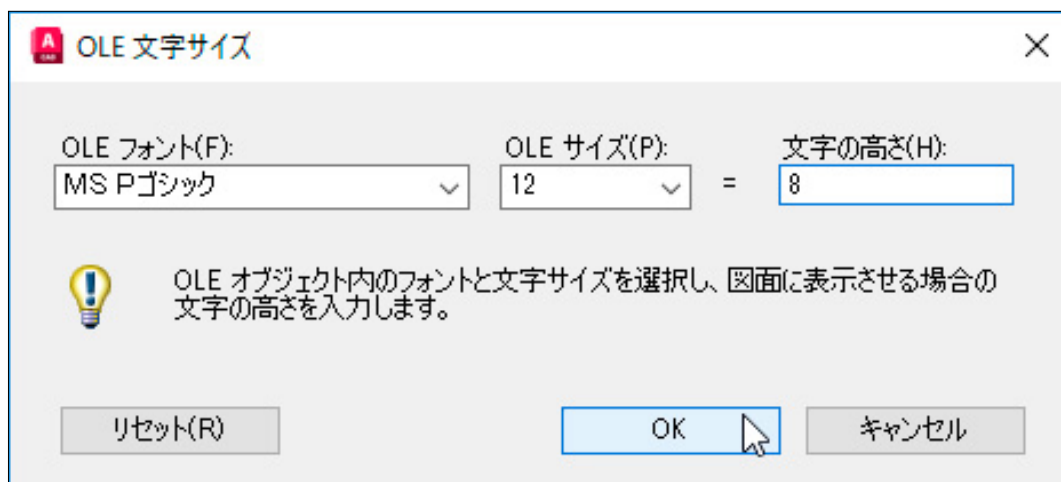 A
CAD
OLE 文字サイズ
OLE フォント(F):
OLE サイズ(P):
文字の高さ(H):
MS Pゴシック
12
=
8
OLE オブジェクト内のフォントと文字サイズを選択し、図面に表示させる場合の
文字の高さを入力します。
リセット(R)
OK
キャンセル